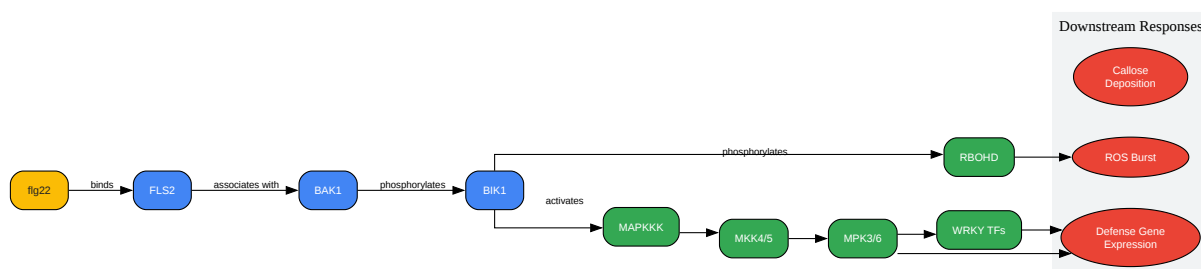 Downstream Responses
Callose
Deposition
phosphorylates
RBOHD
ROS Burst
flg22
binds
FLS2
associates with
BAK1
phosphorylates
BIK1
activates
MAPKKK
MKK4/5
MPK3/6
WRKY TFs
Defense Gene
Expression